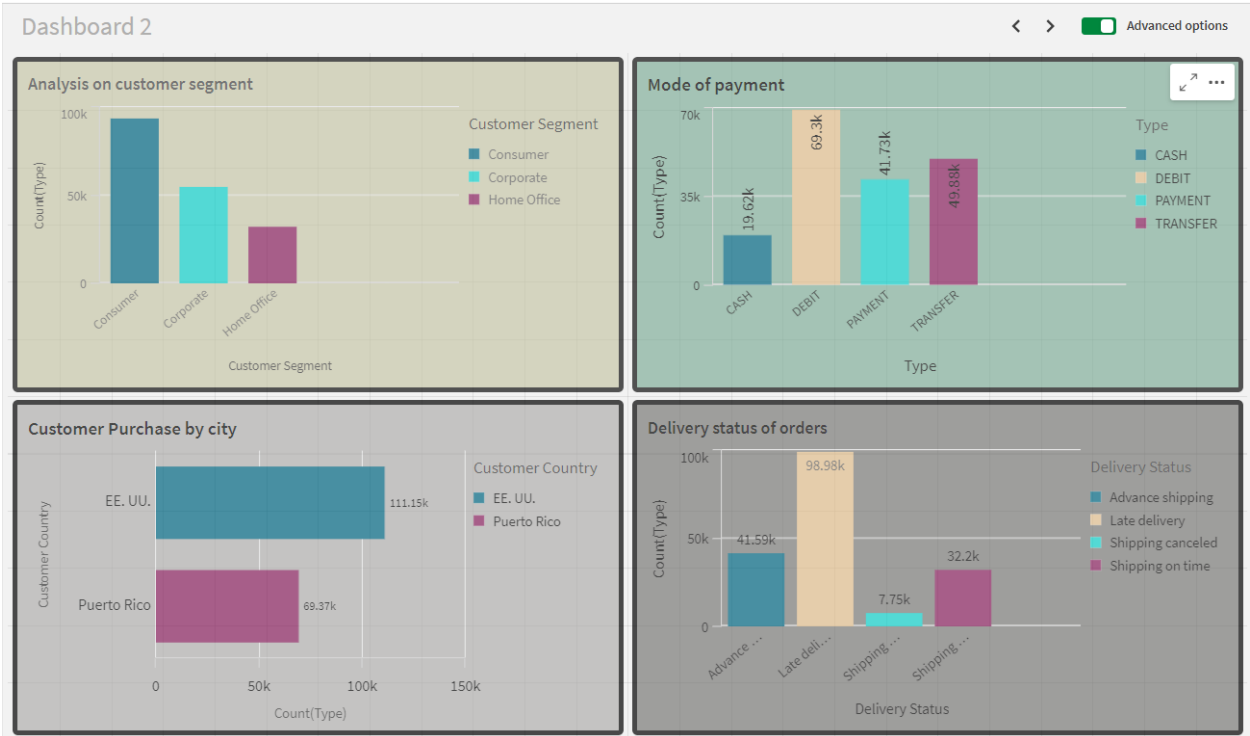 Dashboard 2
Advanced options
Analysis on customer segment
100k
50k
0
Count(Type)
Consumer
Corporate
Home Office
Customer Segment
Customer Segment
Consumer
Corporate
Home Office
Mode of payment
70k
35k
0
Count(Type)
19.62k
69.3k
41.73k
49.88k
CASH
DEBIT
PAYMENT
TRANSFER
Type
Type
CASH
DEBIT
PAYMENT
TRANSFER
Customer Purchase by city
Customer Country
EE. UU.
111.15k
Puerto Rico
69.37k
0 50k 100k 150k
Count(Type)
Customer Country
EE. UU.
Puerto Rico
Delivery status of orders
100k
50k
0
Count(Type)
41.59k
98.98k
7.75k
32.2k
Advance ...
Late deli...
Shipping ...
Shipping ...
Delivery Status
Delivery Status
Advance shipping
Late delivery
Shipping canceled
Shipping on time